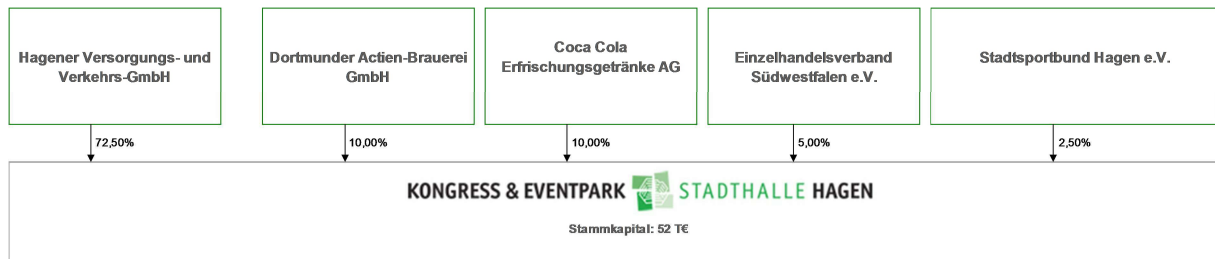 Hagener Versorgungs- und
Verkehrs-GmbH
Dortmunder Actien-Brauerei
GmbH
Coca Cola
Erfrischungsgetränke AG
Einzelhandelsverband
Südwestfalen e.V.
Stadtsportbund Hagen e.V.
72,50%
10,00%
10,00%
5,00%
2,50%
KONGRESS & EVENTPARK STADTHALLE HAGEN
Stammkapital: 52 T€